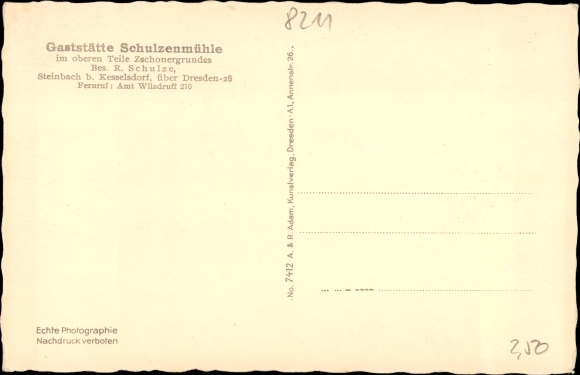 8211
Gaststätte Schulzenmühle
im oberen Teile Zschonergrundes
Bes. R. Schulze,
Steinbach b. Kesselsdorf, über Dresden-28
Fernruf: Amt Wilsdruff 210
No. 7412 A. & R. Adam, Kunstverlag, Dresden-A1, Annenstr. 26.
Echte Photographie
Nachdruck verboten
2,50